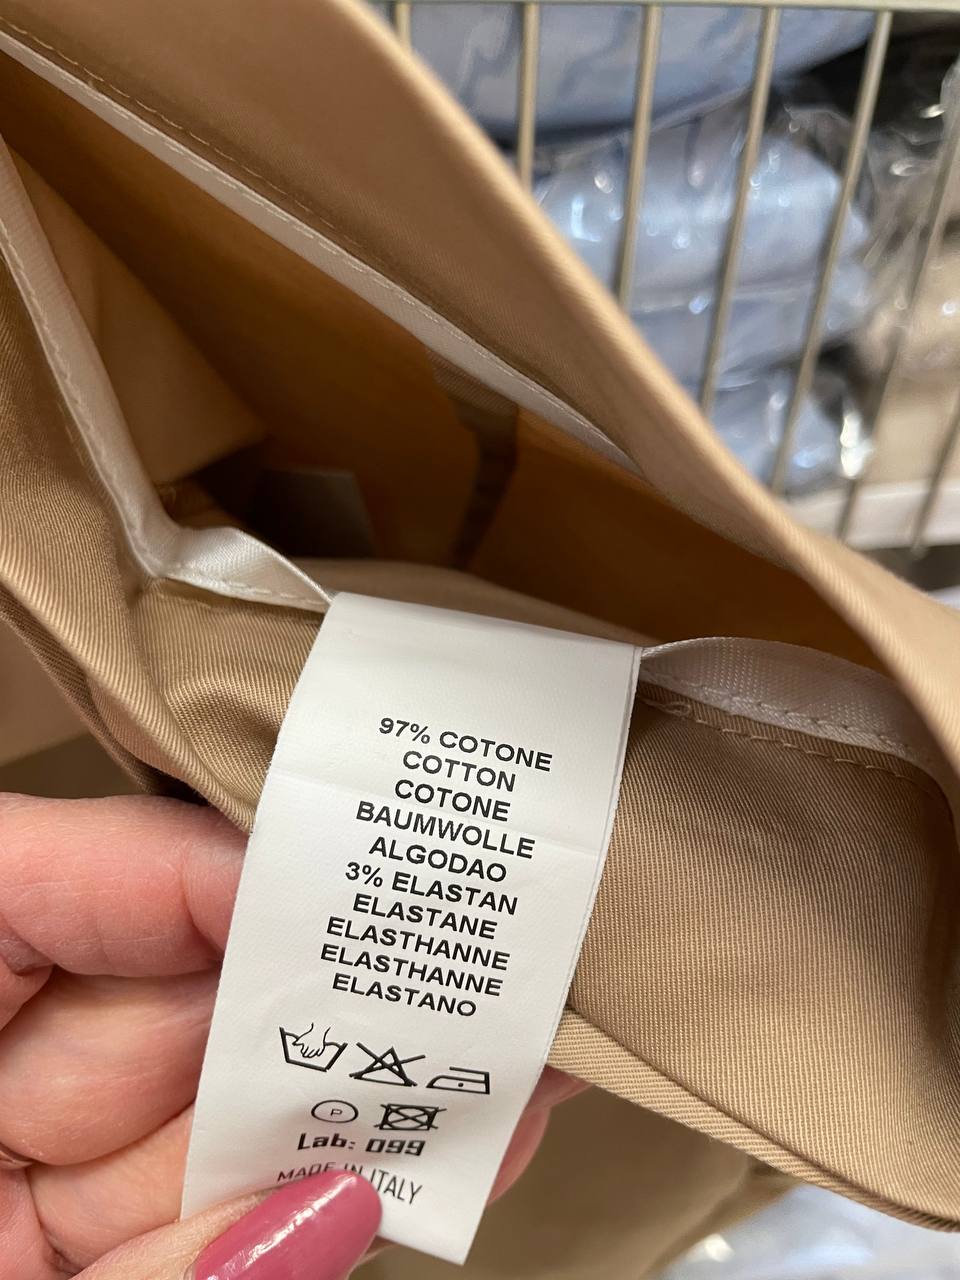 97% COTONE
COTTON
COTONE
BAUMWOLLE
ALGODAO
3% ELASTAN
ELASTANE
ELASTHANNE
ELASTHANNE
ELASTANO
P
Lab: 099
MADE IN ITALY